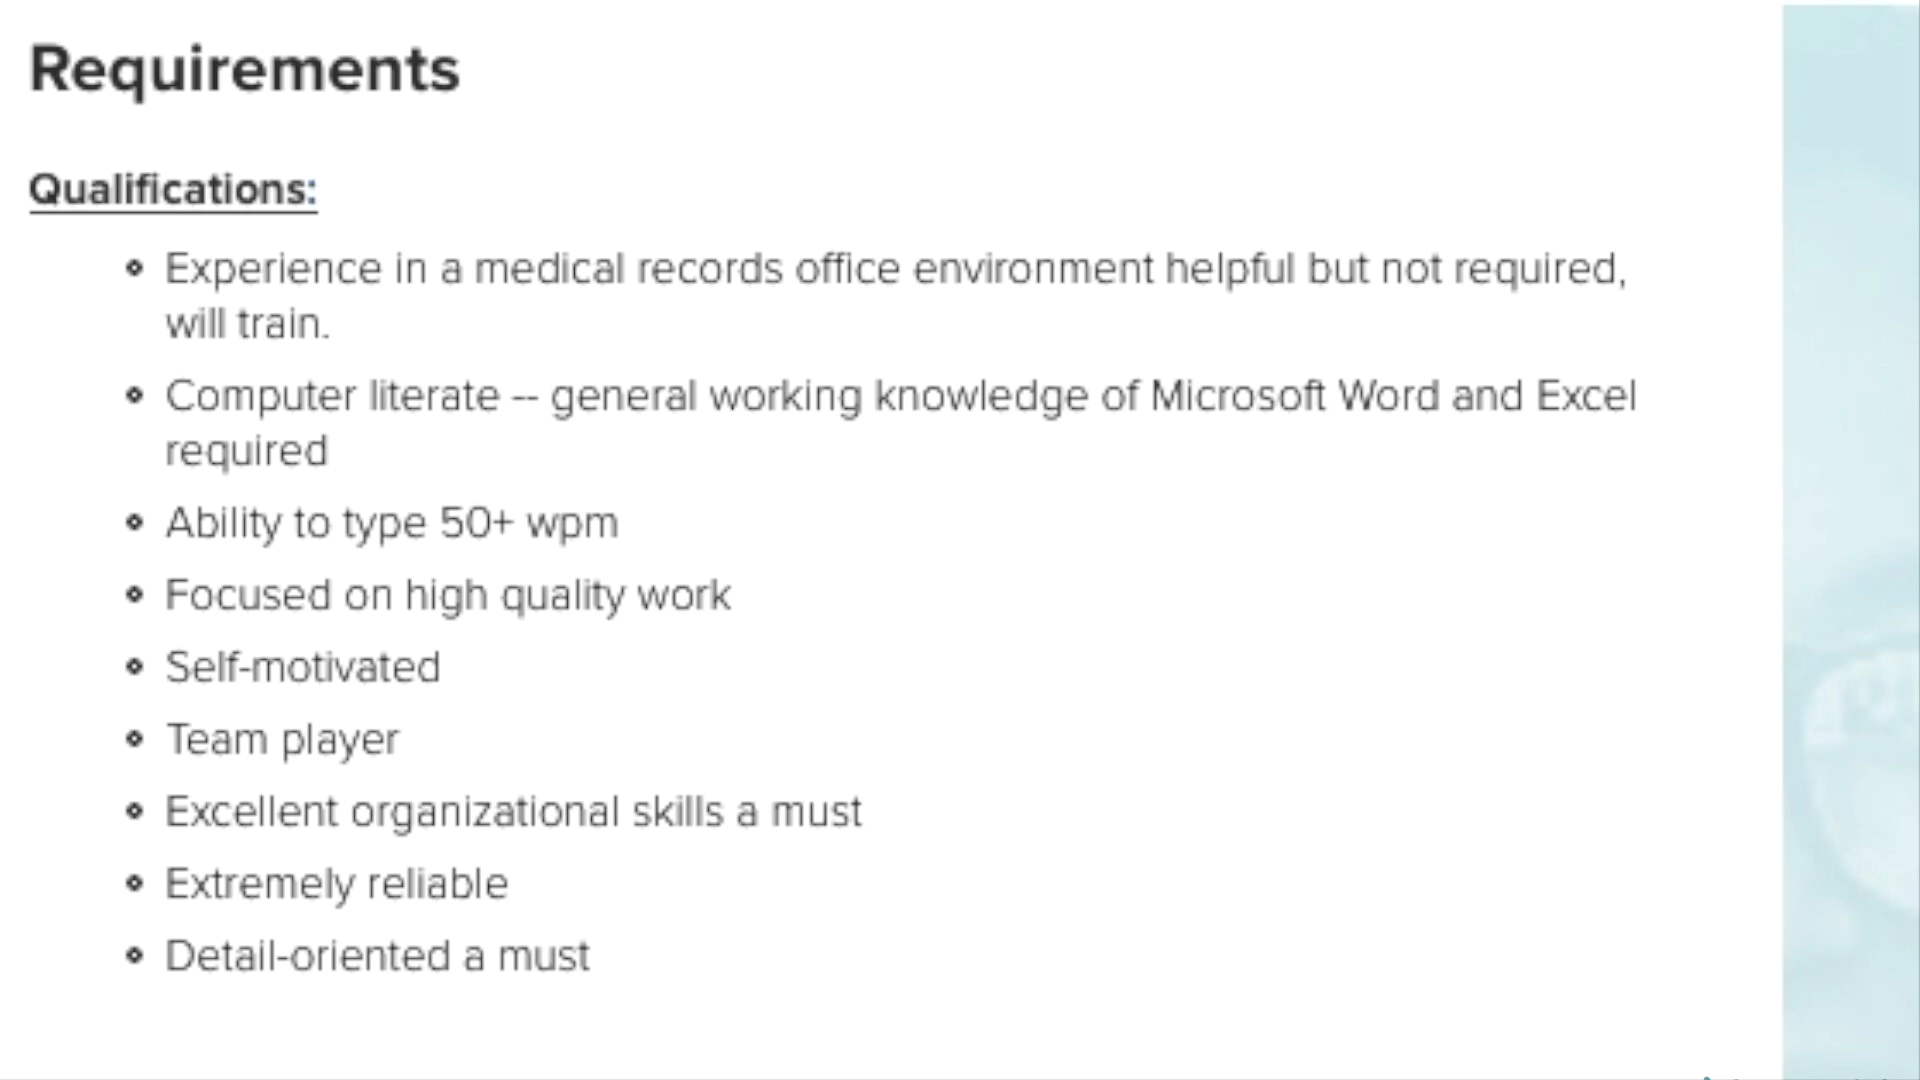 Requirements
Qualifications:
Experience in a medical records office environment helpful but not required,
will train.
Computer literate -- general working knowledge of Microsoft Word and Excel
required
Ability to type 50+ wpm
Focused on high quality work
Self-motivated
Team player
Excellent organizational skills a must
Extremely reliable
Detail-oriented a must